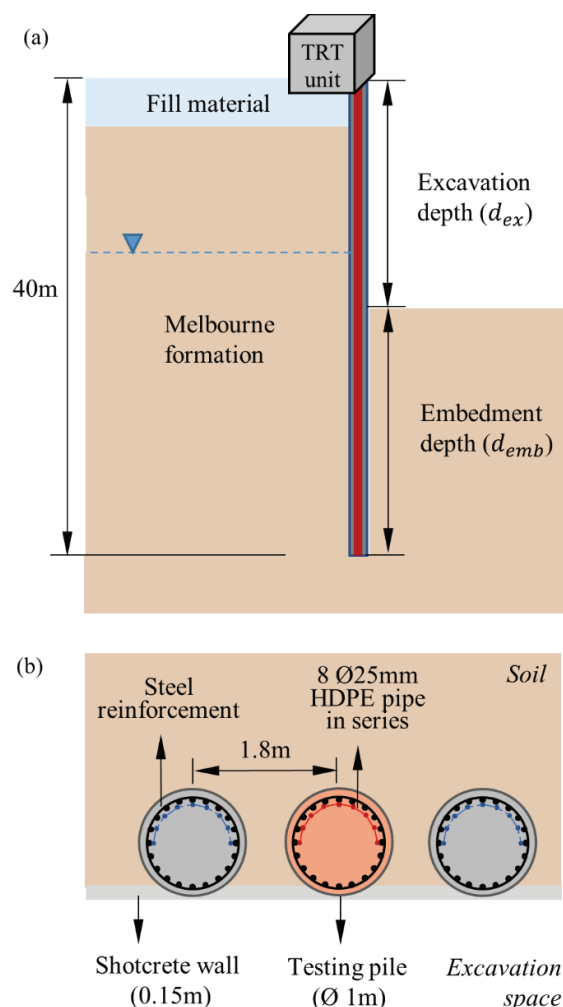 (a)
TRT
unit
Fill material
Excavation
depth (d_ex)
40m
Melbourne
formation
Embedment
depth (d_emb)
(b)
Steel
reinforcement
8 Ø25mm
HDPE pipe
in series
Soil
1.8m
Shotcrete wall
(0.15m)
Testing pile
(Ø 1m)
Excavation
space